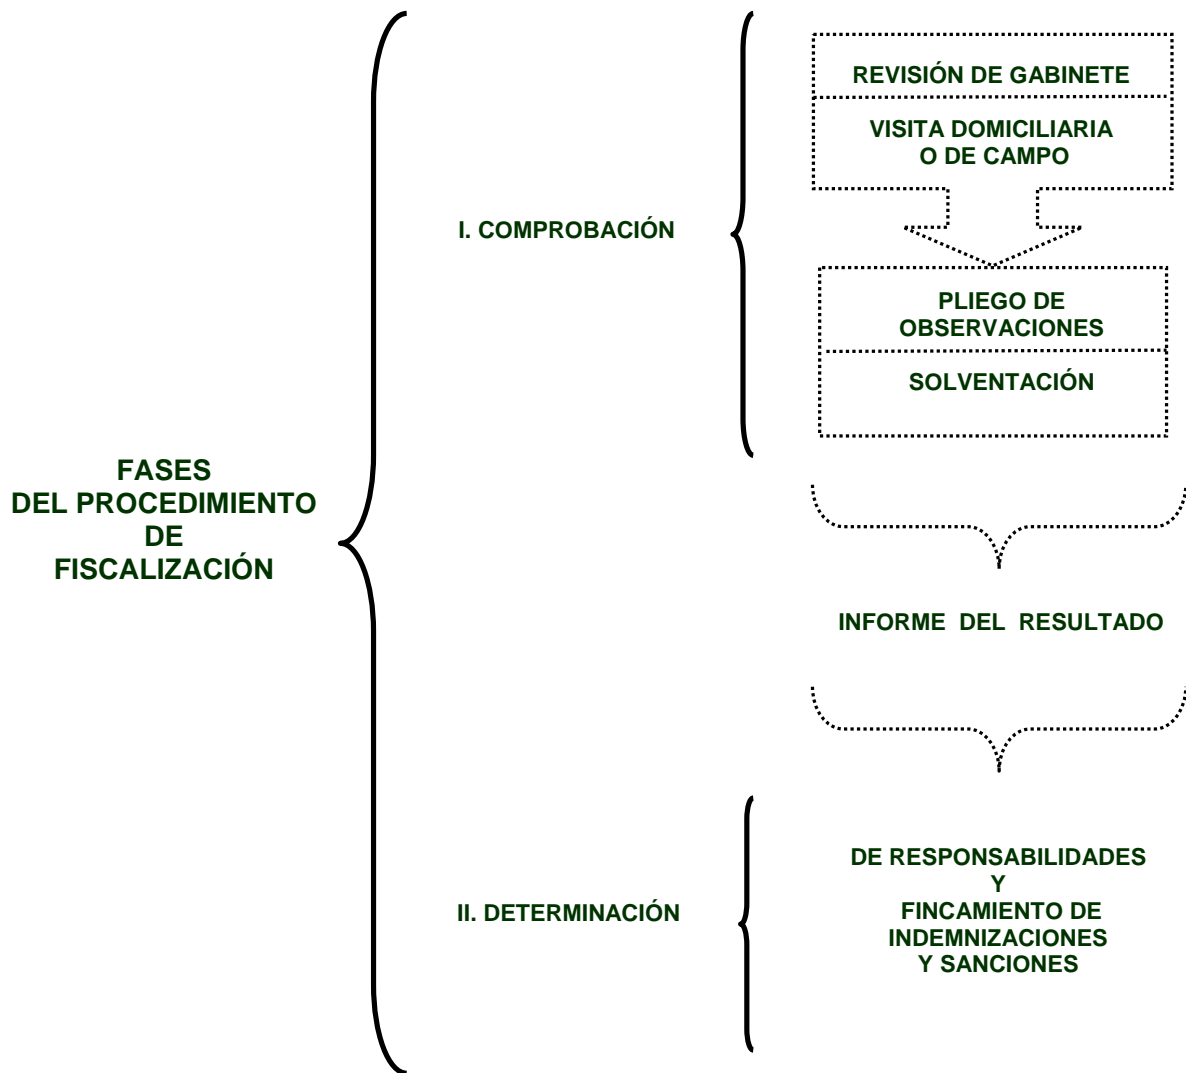 FASES
DEL PROCEDIMIENTO
DE
FISCALIZACIÓN
I. COMPROBACIÓN
REVISIÓN DE GABINETE
VISITA DOMICILIARIA
O DE CAMPO
PLIEGO DE
OBSERVACIONES
SOLVENTACIÓN
INFORME DEL RESULTADO
II. DETERMINACIÓN
DE RESPONSABILIDADES
Y
FINCAMIENTO DE
INDEMNIZACIONES
Y SANCIONES